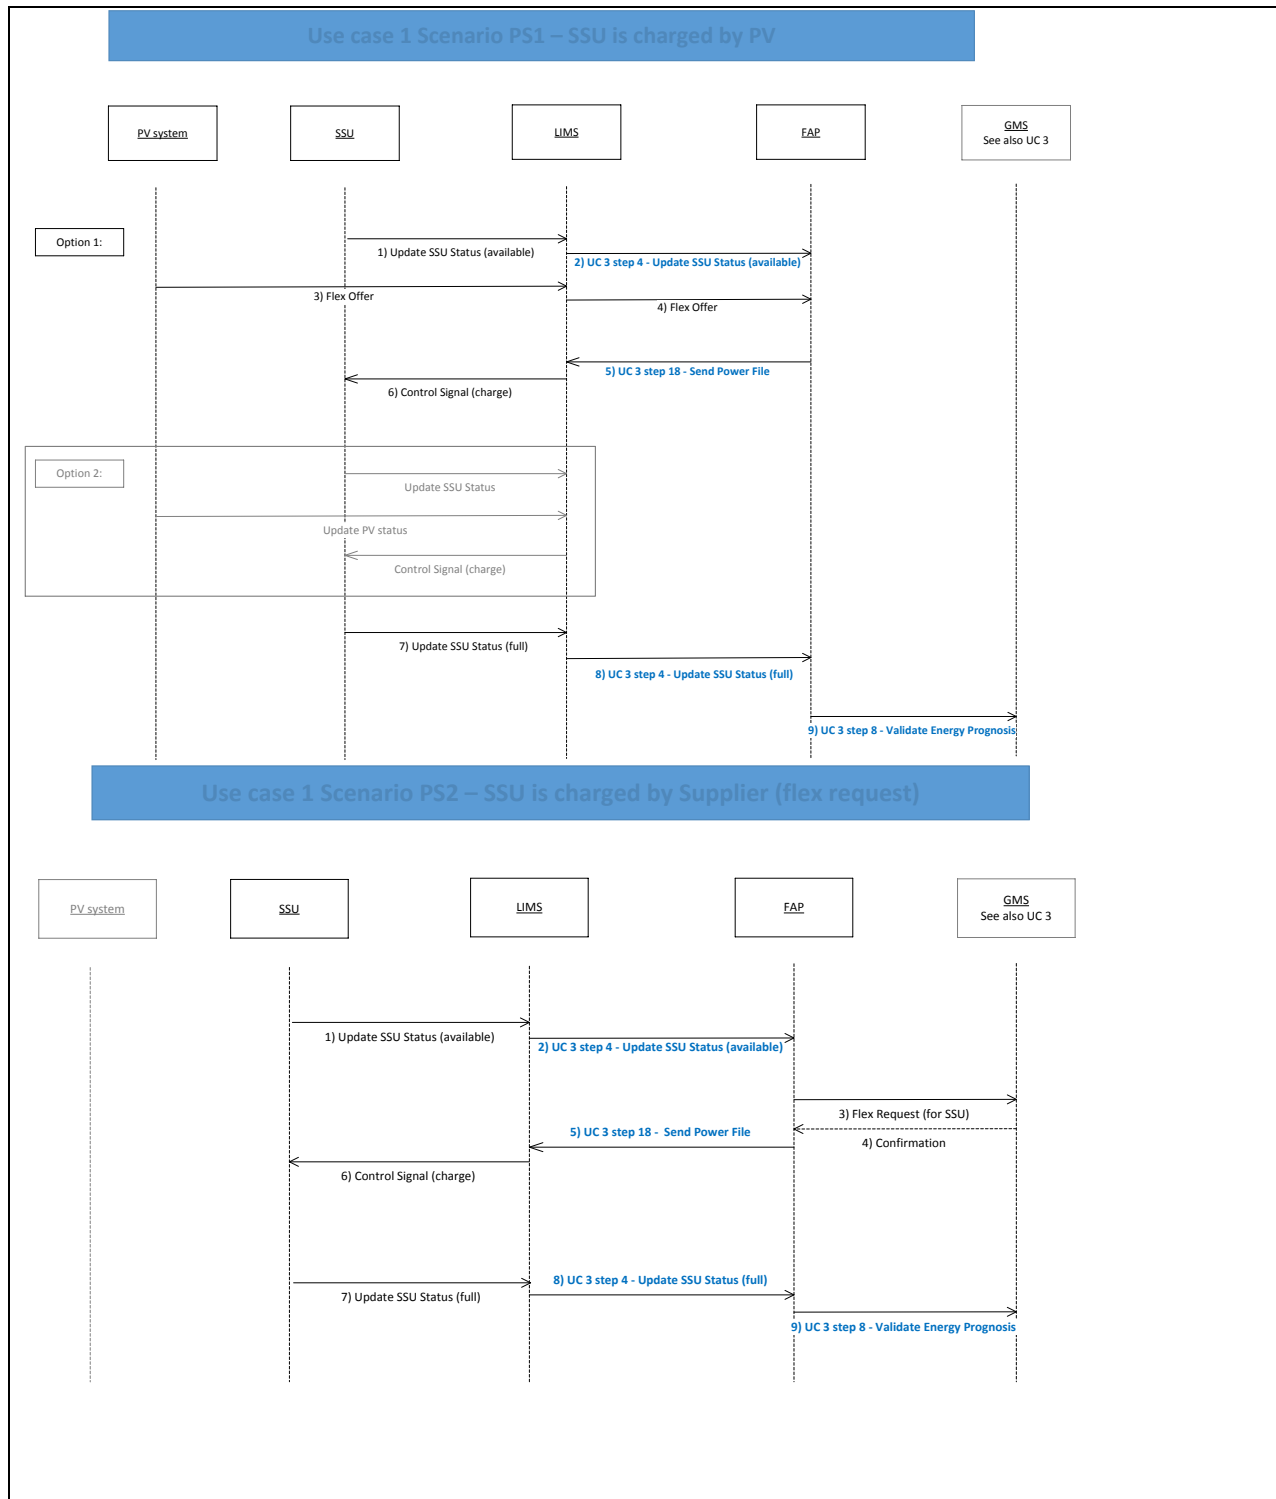 Use case 1 Scenario PS1 – SSU is charged by PV
PV system
SSU
LIMS
FAP
GMS
See also UC 3
Option 1:
1) Update SSU Status (available)
2) UC 3 step 4 - Update SSU Status (available)
3) Flex Offer
4) Flex Offer
5) UC 3 step 18 - Send Power File
6) Control Signal (charge)
Option 2:
Update SSU Status
Update PV status
Control Signal (charge)
7) Update SSU Status (full)
8) UC 3 step 4 - Update SSU Status (full)
9) UC 3 step 8 - Validate Energy Prognosis
Use case 1 Scenario PS2 – SSU is charged by Supplier (flex request)
PV system
SSU
LIMS
FAP
GMS
See also UC 3
1) Update SSU Status (available)
2) UC 3 step 4 - Update SSU Status (available)
3) Flex Request (for SSU)
4) Confirmation
5) UC 3 step 18 - Send Power File
6) Control Signal (charge)
7) Update SSU Status (full)
8) UC 3 step 4 - Update SSU Status (full)
9) UC 3 step 8 - Validate Energy Prognosis